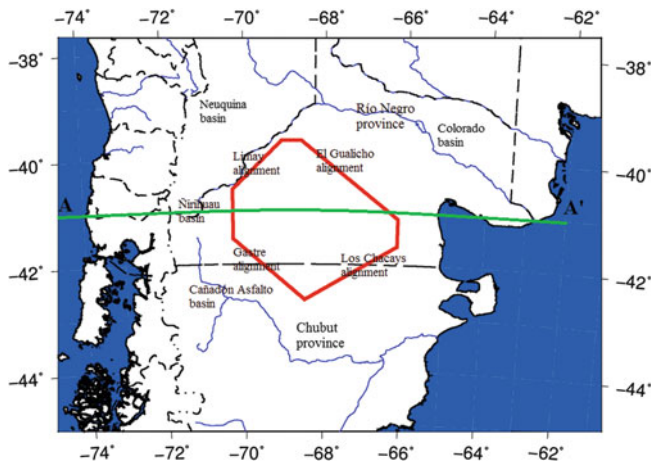 −74° −72° −70° −68° −66° −64° −62°
−38° −38°
Neuquina
basin
Río Negro
province
Colorado
basin
−40° −40°
Limay
alignment
El Gualicho
alignment
A A'
Nirihuau
basin
−42° −42°
Gastre
alignment
Los Chacays
alignment
Cañadón Asfalto
basin
Chubut
province
−44° −44°
−74° −72° −70° −68° −66° −64° −62°